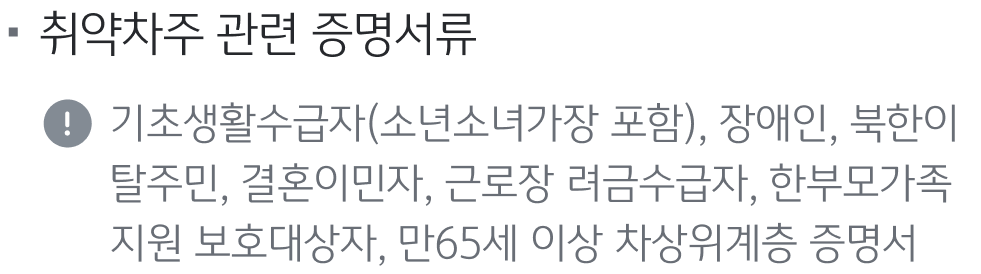 ▪ 취약차주 관련 증명서류
! 기초생활수급자(소년소녀가장 포함), 장애인, 북한이
탈주민, 결혼이민자, 근로장 려금수급자, 한부모가족
지원 보호대상자, 만65세 이상 차상위계층 증명서